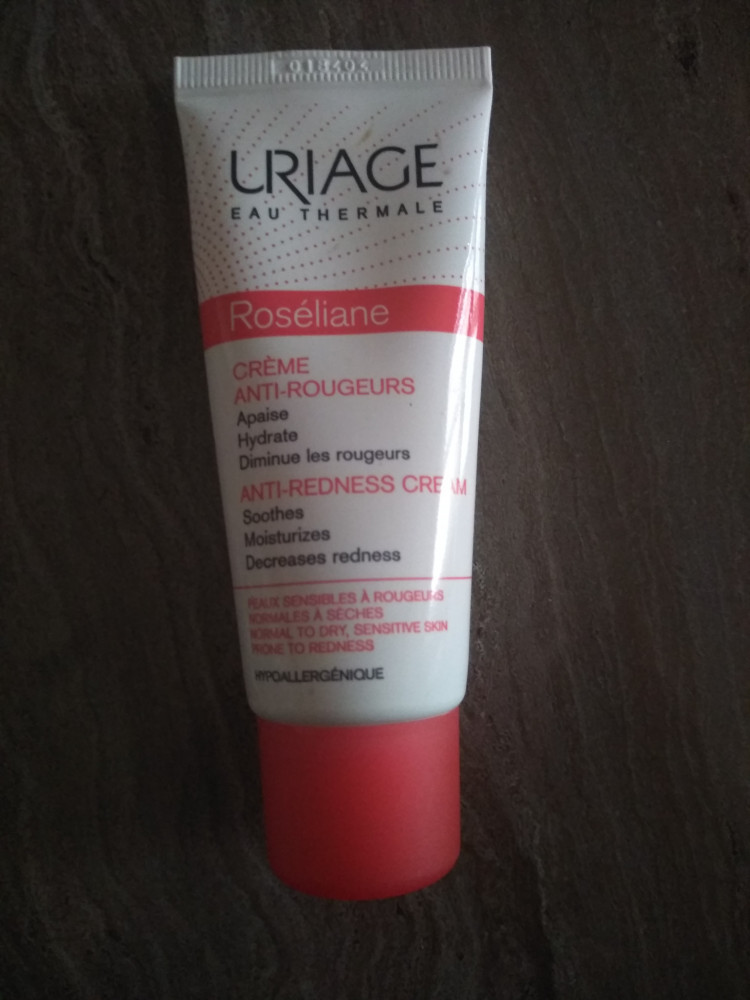 URIAGE
EAU THERMALE
Roséliane
CRÈME
ANTI-ROUGEURS
Apaise
Hydrate
Diminue les rougeurs
ANTI-REDNESS CREAM
Soothes
Moisturizes
Decreases redness
PEAUX SENSIBLES À ROUGEURS
NORMALES À SÈCHES
NORMAL TO DRY, SENSITIVE SKIN
PRONE TO REDNESS
HYPOALLERGÉNIQUE